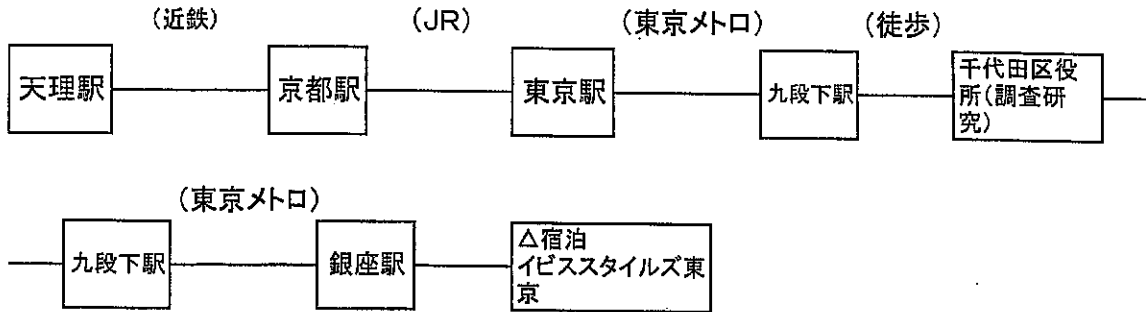 (近鉄)
(JR)
(東京メトロ)
(徒歩)
天理駅
京都駅
東京駅
九段下駅
千代田区役
所(調査研
究)
(東京メトロ)
九段下駅
銀座駅
△宿泊
イビススタイルズ東
京